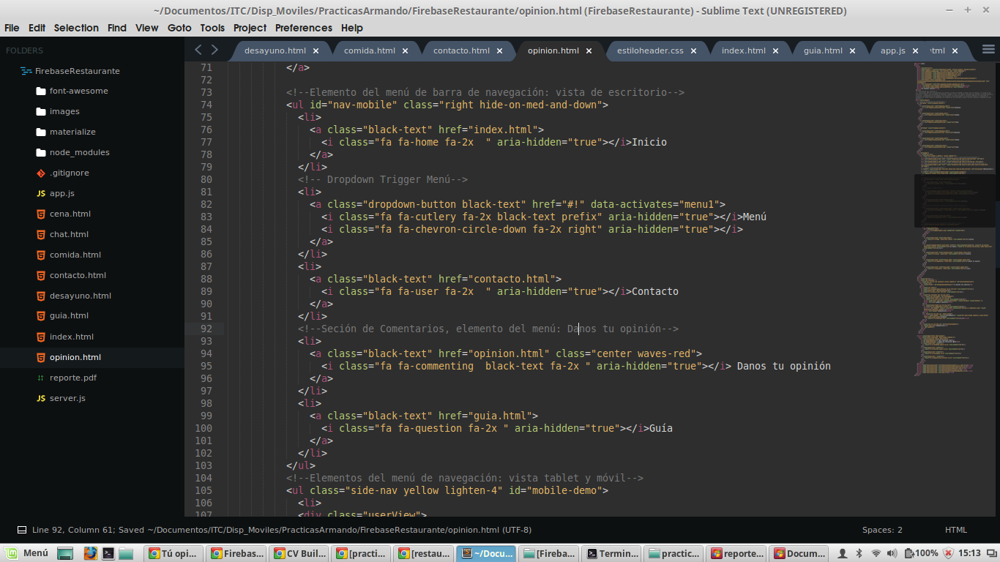 ~/Documentos/ITC/Disp_Moviles/PracticasArmando/FirebaseRestaurante/opinion.html (FirebaseRestaurante) - Sublime Text (UNREGISTERED)
File Edit Selection Find View Goto Tools Project Preferences Help
FOLDERS
FirebaseRestaurante
font-awesome
images
materialize
node_modules
.gitignore
JS app.js
cena.html
chat.html
comida.html
contacto.html
desayuno.html
guia.html
index.html
opinion.html
reporte.pdf
JS server.js
desayuno.html comida.html contacto.html opinion.html estiloheader.css index.html guia.html app.js tml
71 </a>
72
73 <!--Elemento del menú de barra de navegación: vista de escritorio-->
74 <ul id="nav-mobile" class="right hide-on-med-and-down">
75 <li>
76 <a class="black-text" href="index.html">
77 <i class="fa fa-home fa-2x  " aria-hidden="true"></i>Inicio
78 </a>
79 </li>
80 <!-- Dropdown Trigger Menú-->
81 <li>
82 <a class="dropdown-button black-text" href="#!" data-activates="menu1">
83 <i class="fa fa-cutlery fa-2x black-text prefix" aria-hidden="true"></i>Menú
84 <i class="fa fa-chevron-circle-down fa-2x right" aria-hidden="true"></i>
85 </a>
86 </li>
87 <li>
88 <a class="black-text" href="contacto.html">
89 <i class="fa fa-user fa-2x  " aria-hidden="true"></i>Contacto
90 </a>
91 </li>
92 <!--Seción de Comentarios, elemento del menú: Danos tu opinión-->
93 <li>
94 <a class="black-text" href="opinion.html" class="center waves-red">
95 <i class="fa fa-commenting  black-text fa-2x " aria-hidden="true"></i> Danos tu opinión
96 </a>
97 </li>
98 <li>
99 <a class="black-text" href="guia.html">
100 <i class="fa fa-question fa-2x " aria-hidden="true"></i>Guía
101 </a>
102 </li>
103 </ul>
104 <!--Elementos del menú de navegación: vista tablet y móvil-->
105 <ul class="side-nav yellow lighten-4" id="mobile-demo">
106 <li>
107 <div class="userView">
Line 92, Column 61; Saved ~/Documentos/ITC/Disp_Moviles/PracticasArmando/FirebaseRestaurante/opinion.html (UTF-8) Spaces: 2 HTML
Menú Tú opi... Firebas... CV Buil... [practi... [restau... ~/Docu... [Fireba... Termin... practic... reporte... Docum... 100% 15:13